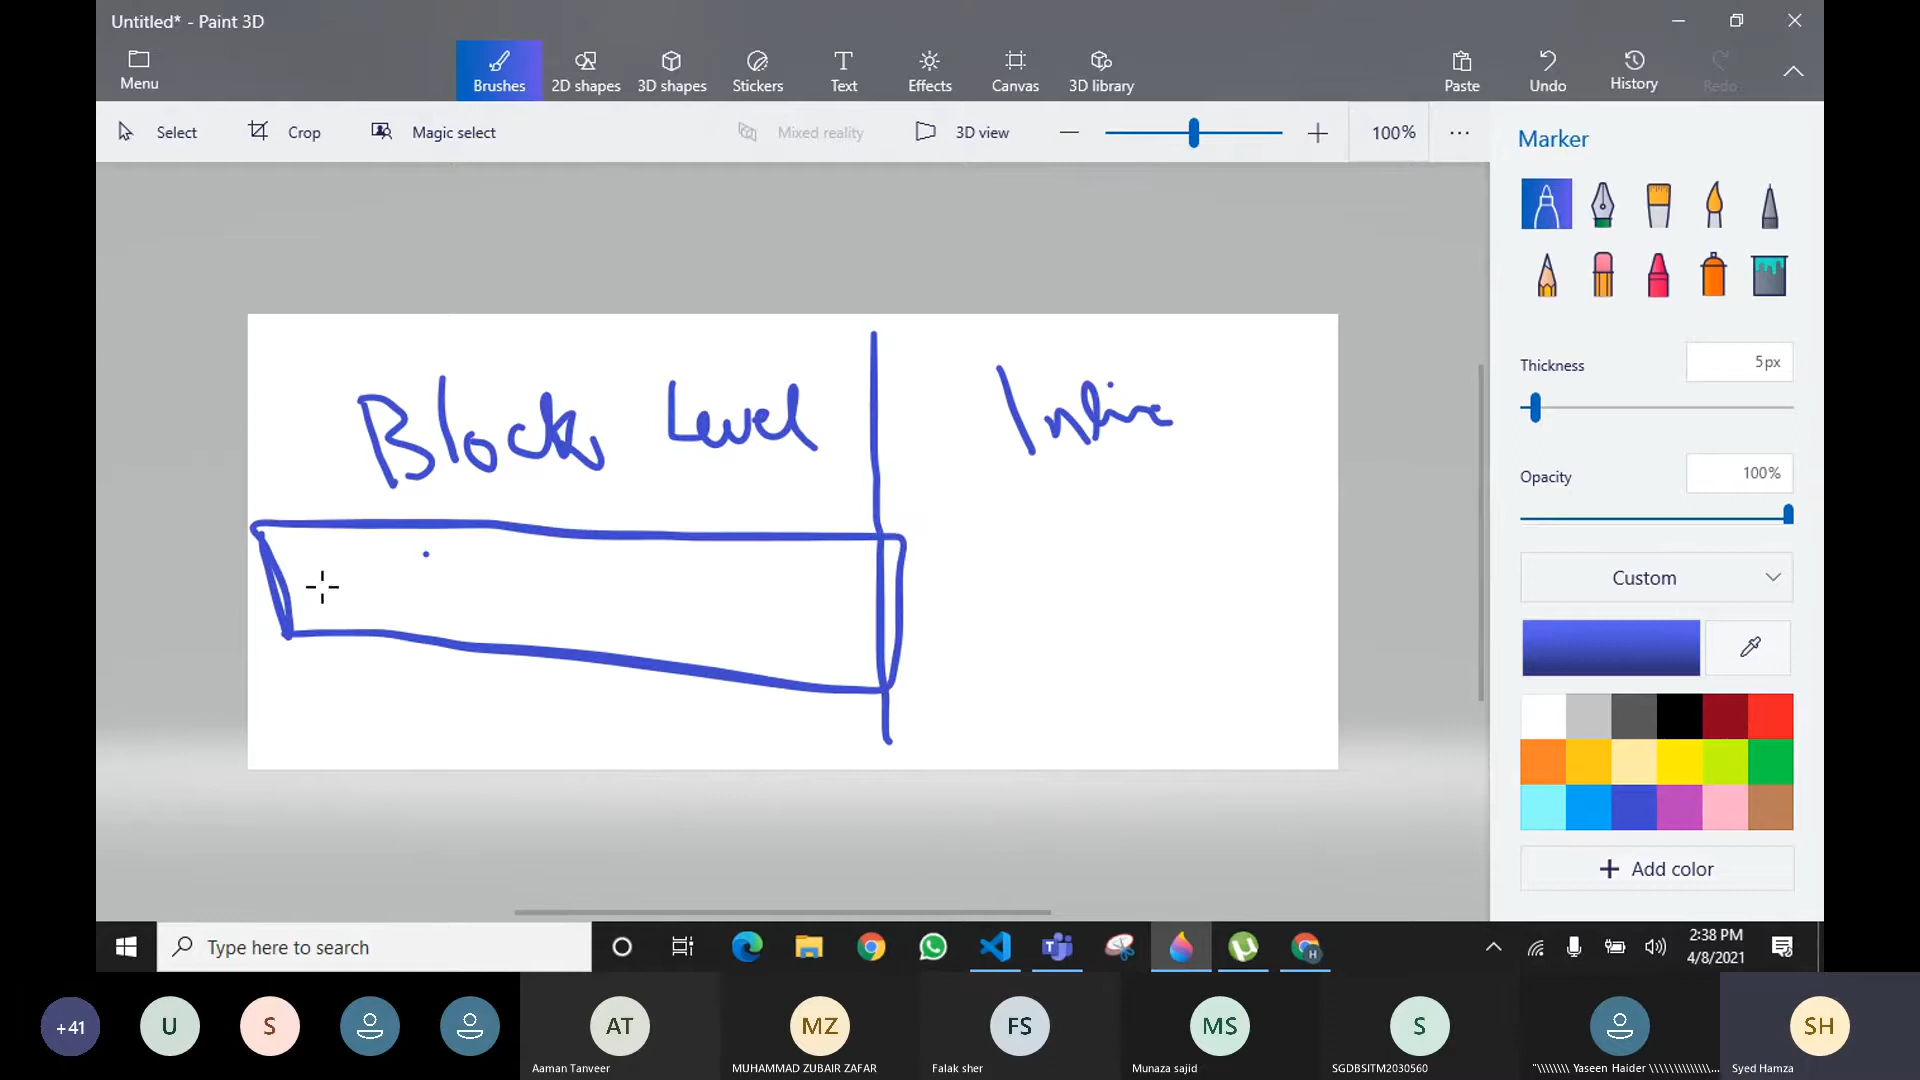 Untitled* - Paint 3D
Menu
Brushes
2D shapes
3D shapes
Stickers
Text
Effects
Canvas
3D library
Paste
Undo
History
Redo
Select
Crop
Magic select
Mixed reality
3D view
100%
Marker
Thickness
5px
Opacity
100%
Custom
Add color
Block Level
Inline
Type here to search
2:38 PM
4/8/2021
+41
U
S
AT
MZ
FS
MS
S
SH
Aaman Tanveer
MUHAMMAD ZUBAIR ZAFAR
Falak sher
Munaza sajid
SGDBSITM2030560
"\\\\\\\\ Yaseen Haider \\\\\\\\\\\\\\...
Syed Hamza